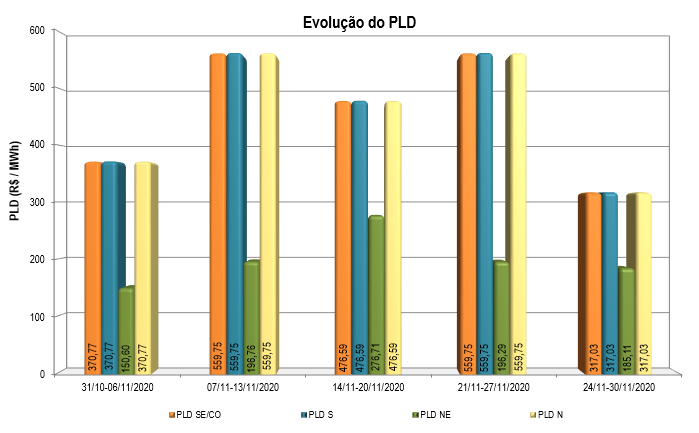 Evolução do PLD
PLD (R$ / MWh)
600
500
400
300
200
100
0
370,77 370,77 150,60 370,77
559,75 559,75 196,76 559,75
476,59 476,59 276,71 476,59
559,75 559,75 196,29 559,75
317,03 317,03 185,11 317,03
31/10-06/11/2020 07/11-13/11/2020 14/11-20/11/2020 21/11-27/11/2020 24/11-30/11/2020
PLD SE/CO PLD S PLD NE PLD N